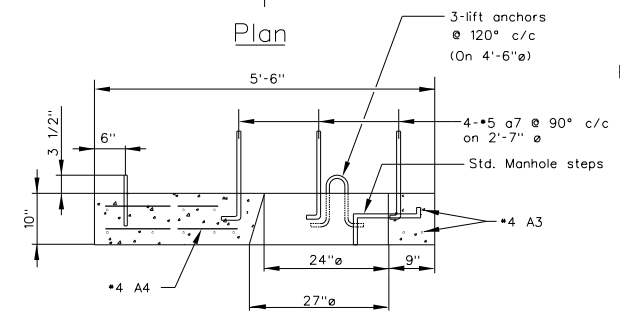 3-lift anchors
@ 120° c/c
(On 4'-6"ø)
Plan
5'-6"
4-#5 a7 @ 90° c/c
on 2'-7" ø
3 1/2"
6"
Std. Manhole steps
10"
#4 A3
24"ø
9"
#4 A4
27"ø